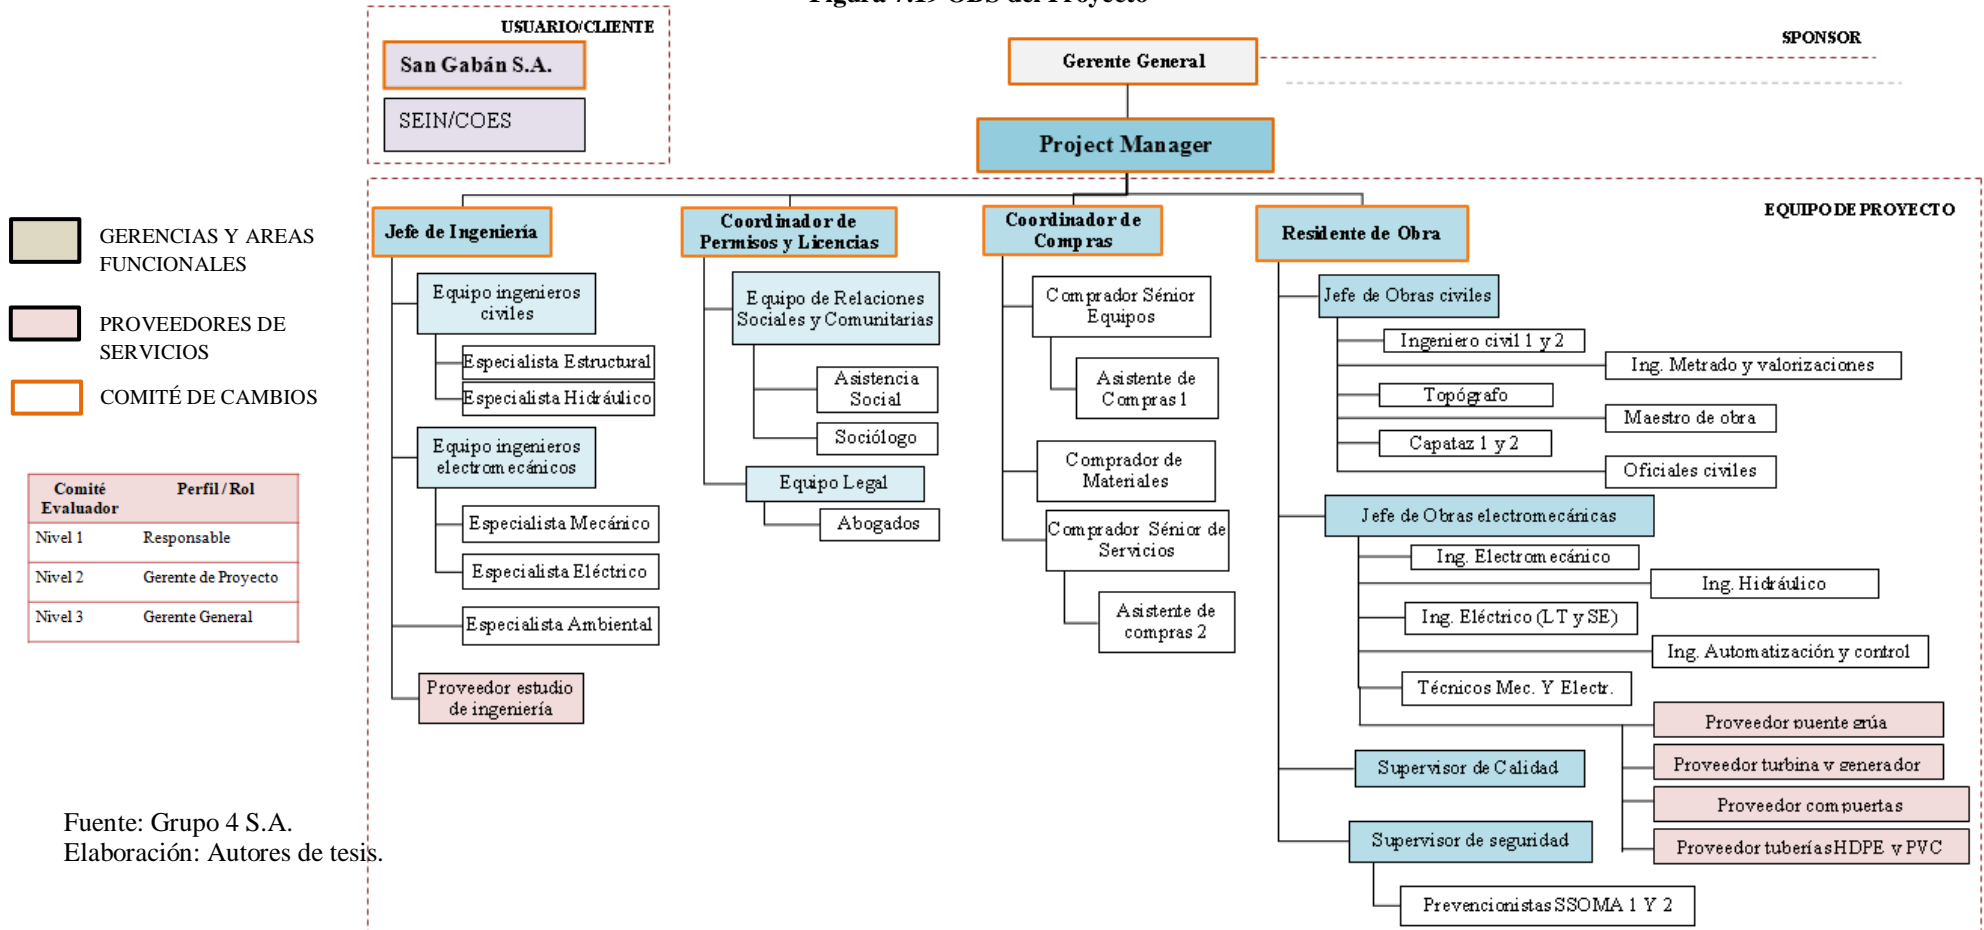 Figura 7.19 OBS del Proyecto
USUARIO/CLIENTE
San Gabán S.A.
SEIN/COES
SPONSOR
Gerente General
Project Manager
EQUIPO DE PROYECTO
GERENCIAS Y AREAS
FUNCIONALES
PROVEEDORES DE
SERVICIOS
COMITÉ DE CAMBIOS
Comité Perfil / Rol
Evaluador
Nivel 1 Responsable
Nivel 2 Gerente de Proyecto
Nivel 3 Gerente General
Jefe de Ingeniería
Equipo ingenieros
civiles
Especialista Estructural
Especialista Hidráulico
Equipo ingenieros
electromecánicos
Especialista Mecánico
Especialista Eléctrico
Especialista Ambiental
Proveedor estudio
de ingeniería
Coordinador de
Permisos y Licencias
Equipo de Relaciones
Sociales y Comunitarias
Asistencia
Social
Sociólogo
Equipo Legal
Abogados
Coordinador de
Compras
Comprador Sénior
Equipos
Asistente de
Compras 1
Comprador de
Materiales
Comprador Sénior de
Servicios
Asistente de
compras 2
Residente de Obra
Jefe de Obras civiles
Ingeniero civil 1 y 2
Ing. Metrado y valorizaciones
Topógrafo
Maestro de obra
Capataz 1 y 2
Oficiales civiles
Jefe de Obras electromecánicas
Ing. Electromecánico
Ing. Hidráulico
Ing. Eléctrico (LT y SE)
Ing. Automatización y control
Técnicos Mec. Y Electr.
Proveedor puente grúa
Proveedor turbina y generador
Proveedor compuertas
Proveedor tuberías HDPE y PVC
Supervisor de Calidad
Supervisor de seguridad
Prevencionistas SSOMA 1 Y 2
Fuente: Grupo 4 S.A.
Elaboración: Autores de tesis.